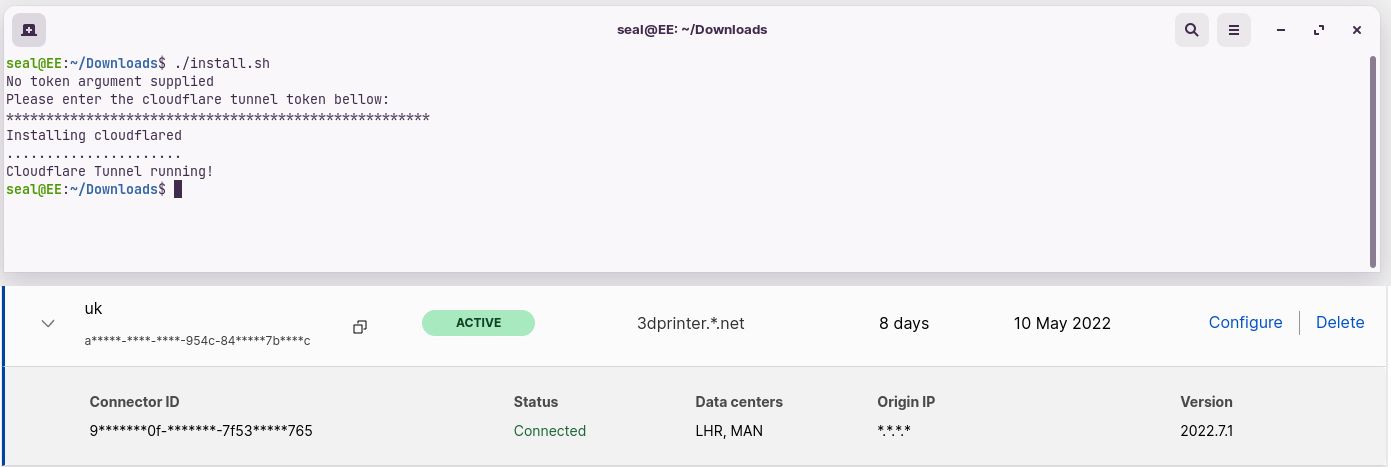 seal@EE: ~/Downloads
seal@EE:~/Downloads$ ./install.sh
No token argument supplied
Please enter the cloudflare tunnel token bellow:
*****************************************************
Installing cloudflared
......................
Cloudflare Tunnel running!
seal@EE:~/Downloads$
uk
a*****-****-****-954c-84*****7b****c
ACTIVE
3dprinter.*.net
8 days
10 May 2022
Configure
Delete
Connector ID Status Data centers Origin IP Version
9*******0f-*******-7f53*****765 Connected LHR, MAN *.*.*.* 2022.7.1